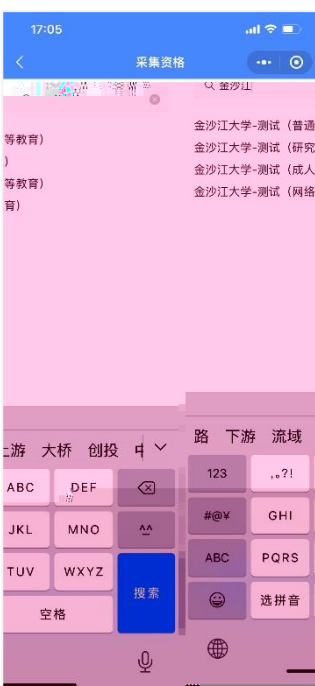 17:05
采集资格
金沙江
等教育）
）
等教育）
育）
金沙江大学-测试（普通
金沙江大学-测试（研究
金沙江大学-测试（成人
金沙江大学-测试（网络
上游 大桥 创投
路 下游 流域
ABC DEF
JKL MNO ^^
TUV WXYZ
搜索
空格
123 ,。?!
#@¥ GHI
ABC PQRS
选拼音